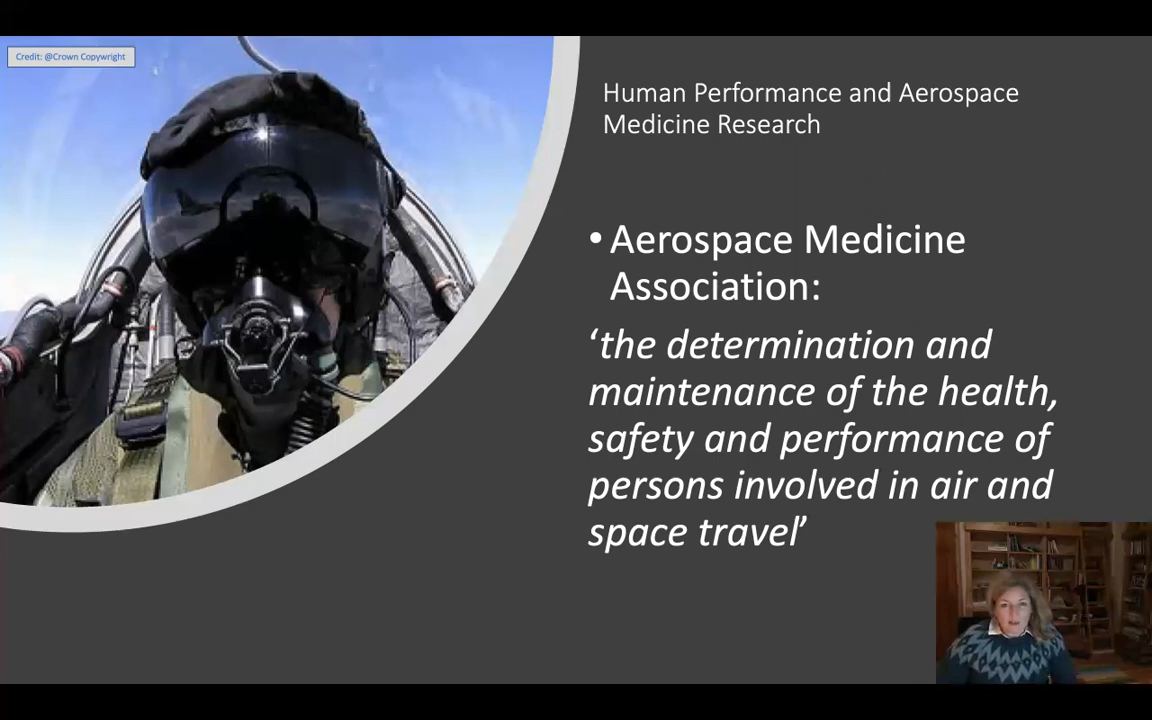 Credit: @Crown Copywright
Human Performance and Aerospace
Medicine Research
• Aerospace Medicine
Association:
‘the determination and
maintenance of the health,
safety and performance of
persons involved in air and
space travel’